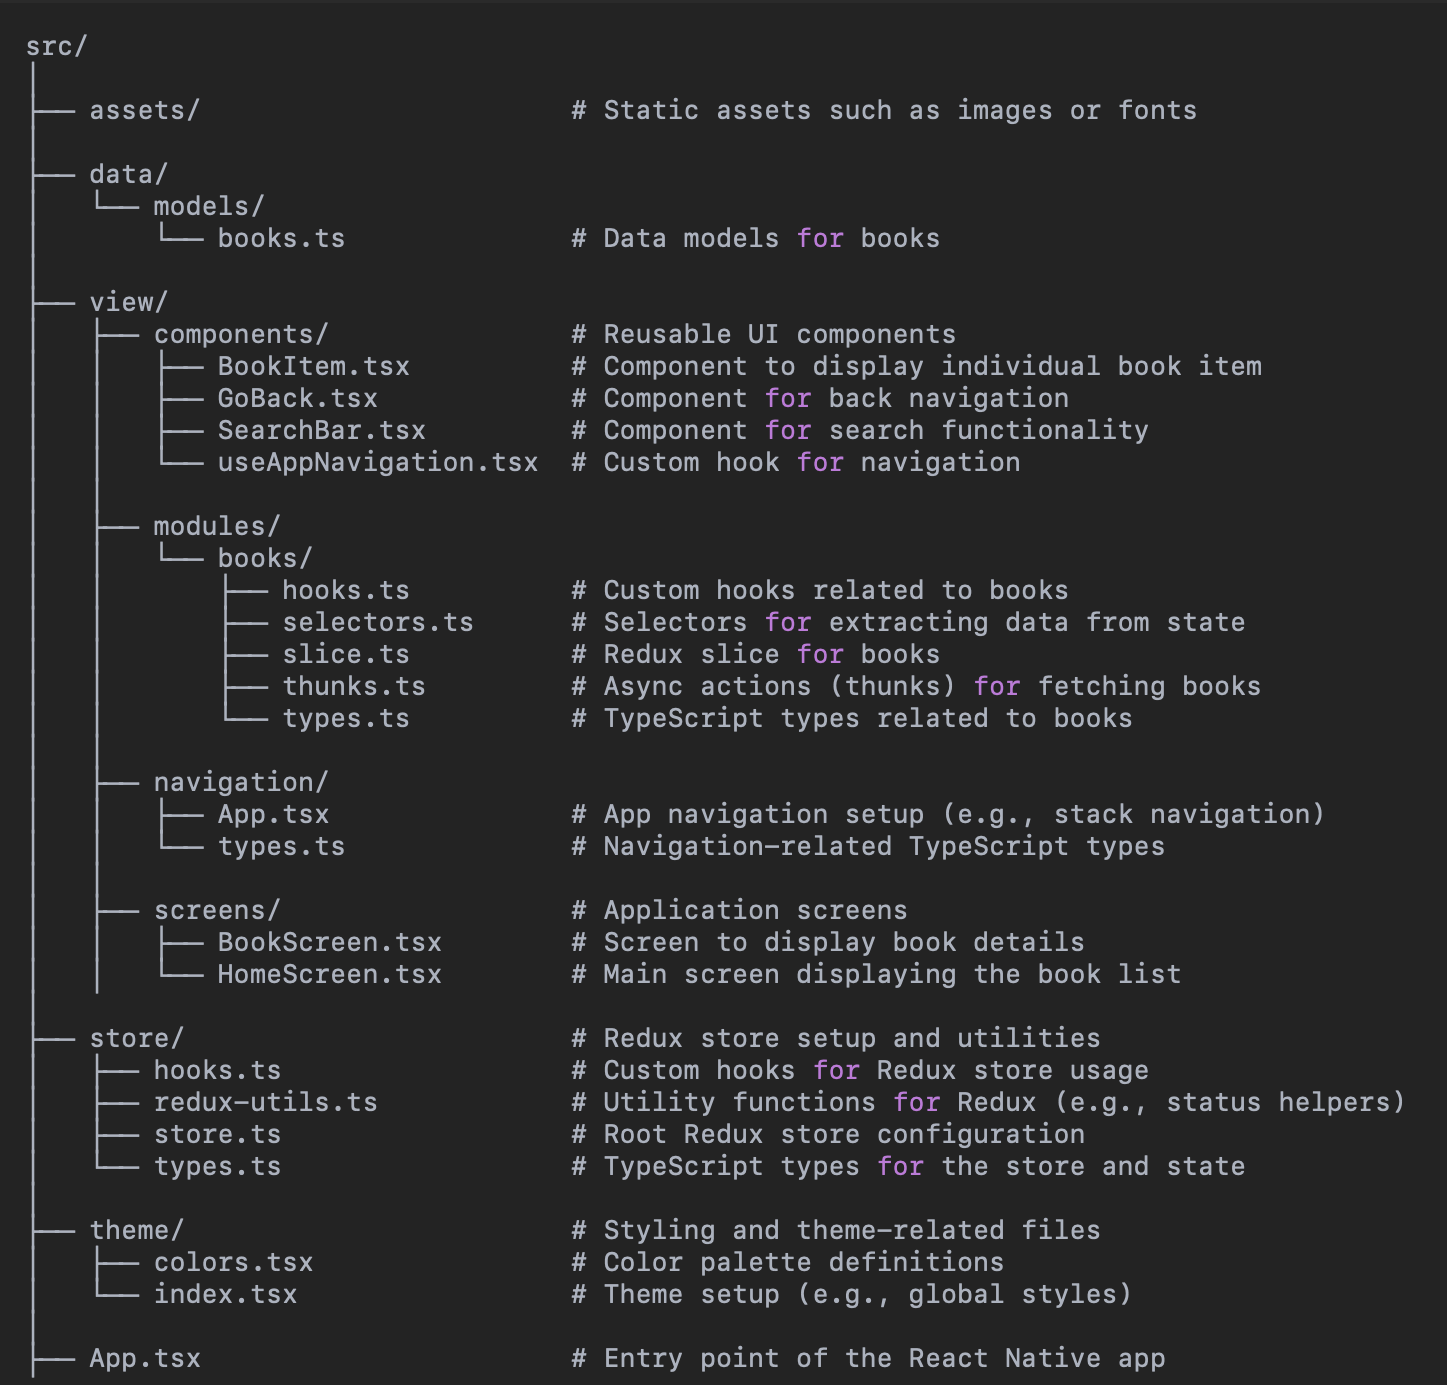 src/
│
├── assets/                    # Static assets such as images or fonts
│
├── data/
│   └── models/
│       └── books.ts           # Data models for books
│
├── view/
│   ├── components/            # Reusable UI components
│   │   ├── BookItem.tsx       # Component to display individual book item
│   │   ├── GoBack.tsx         # Component for back navigation
│   │   ├── SearchBar.tsx      # Component for search functionality
│   │   └── useAppNavigation.tsx  # Custom hook for navigation
│   │
│   ├── modules/
│   │   └── books/
│   │       ├── hooks.ts       # Custom hooks related to books
│   │       ├── selectors.ts   # Selectors for extracting data from state
│   │       ├── slice.ts       # Redux slice for books
│   │       ├── thunks.ts      # Async actions (thunks) for fetching books
│   │       └── types.ts       # TypeScript types related to books
│   │
│   ├── navigation/
│   │   ├── App.tsx            # App navigation setup (e.g., stack navigation)
│   │   └── types.ts           # Navigation-related TypeScript types
│   │
│   ├── screens/               # Application screens
│   │   ├── BookScreen.tsx     # Screen to display book details
│   │   └── HomeScreen.tsx     # Main screen displaying the book list
│
├── store/                     # Redux store setup and utilities
│   ├── hooks.ts               # Custom hooks for Redux store usage
│   ├── redux-utils.ts         # Utility functions for Redux (e.g., status helpers)
│   ├── store.ts               # Root Redux store configuration
│   └── types.ts               # TypeScript types for the store and state
│
├── theme/                     # Styling and theme-related files
│   ├── colors.tsx             # Color palette definitions
│   └── index.tsx              # Theme setup (e.g., global styles)
│
├── App.tsx                    # Entry point of the React Native app